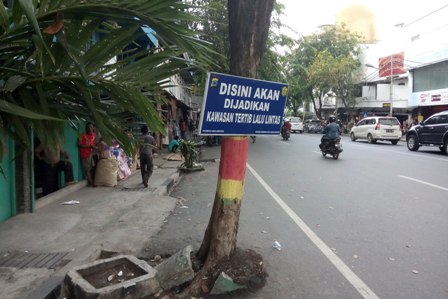 DISINI AKAN
DIJADIKAN
KAWASAN TERTIB LALU LINTAS